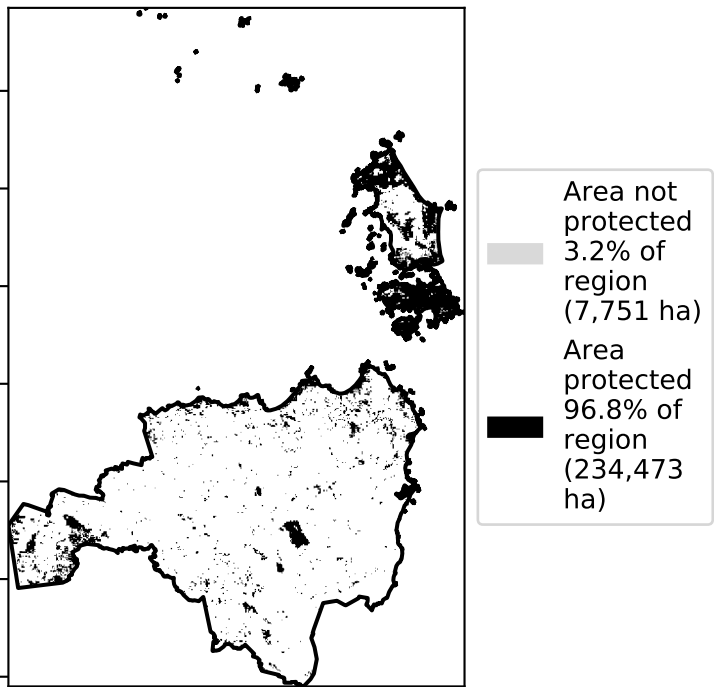 Area not
protected
3.2% of
region
(7,751 ha)
Area
protected
96.8% of
region
(234,473
ha)